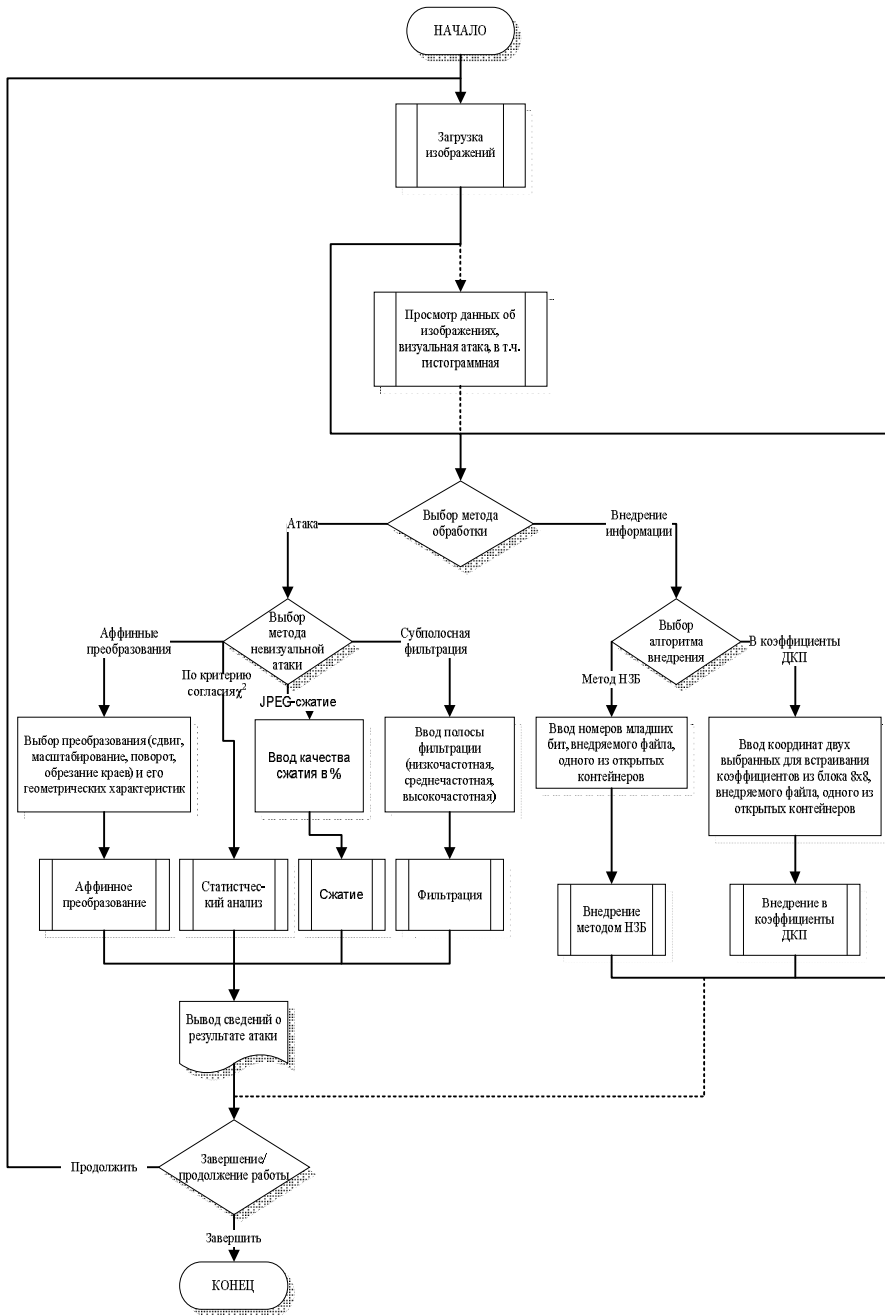 НАЧАЛО
Загрузка
изображений
Просмотр данных об
изображениях,
визуальная атака, в т.ч.
гистограммная
Выбор метода
обработки
Атака
Внедрение
информации
Выбор
метода
невизуальной
атаки
Аффинные
преобразования
По критерию
согласия χ²
JPEG-сжатие
Субполосная
фильтрация
Выбор
алгоритма
внедрения
Метод НЗБ
В коэффициенты
ДКП
Выбор преобразования (сдвиг,
масштабирование, поворот,
обрезание краев) и его
геометрических характеристик
Ввод качества
сжатия в %
Ввод полосы
фильтрации
(низкочастотная,
среднечастотная,
высокочастотная)
Ввод номеров младших
бит, внедряемого файла,
одного из открытых
контейнеров
Ввод координат двух
выбранных для встраивания
коэффициентов из блока 8х8,
внедряемого файла, одного из
открытых контейнеров
Аффинное
преобразование
Статистчес-
кий анализ
Сжатие
Фильтрация
Внедрение
методом НЗБ
Внедрение в
коэффициенты
ДКП
Вывод сведений о
результате атаки
Завершение/
продолжение работы
Продолжить
Завершить
КОНЕЦ